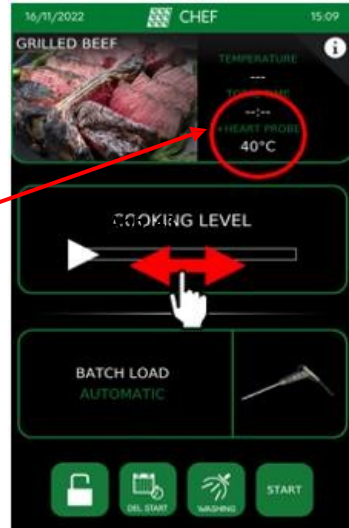 16/11/2022 CHEF 15:09
GRILLED BEEF
i
TEMPERATURE
---
--:--
HEART PROBE
40°C
COOKING LEVEL
BATCH LOAD
AUTOMATIC
DEL. START
WASHING
START